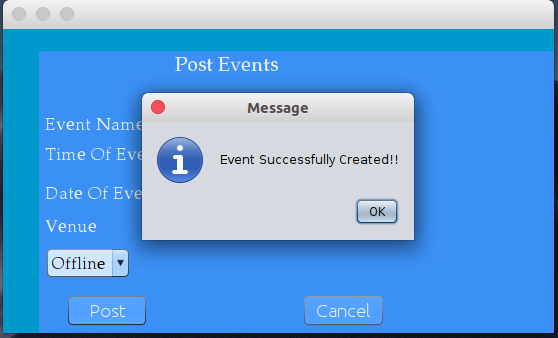 Post Events
Message
Event Name
Time Of Eve
Event Successfully Created!!
Date Of Eve
OK
Venue
Offline
Post
Cancel